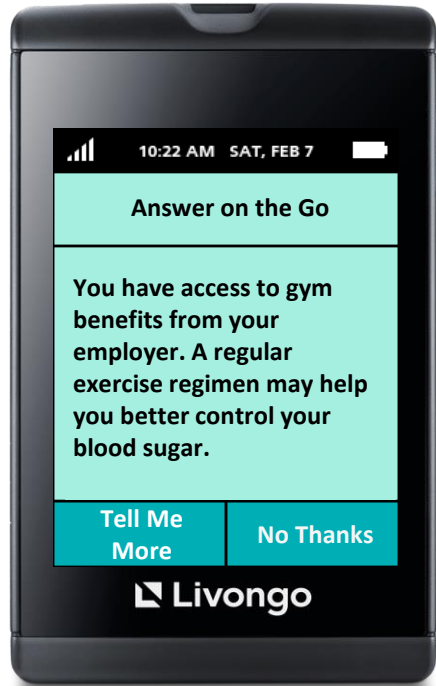 10:22 AM SAT, FEB 7
Answer on the Go
You have access to gym
benefits from your
employer. A regular
exercise regimen may help
you better control your
blood sugar.
Tell Me
More
No Thanks
Livongo